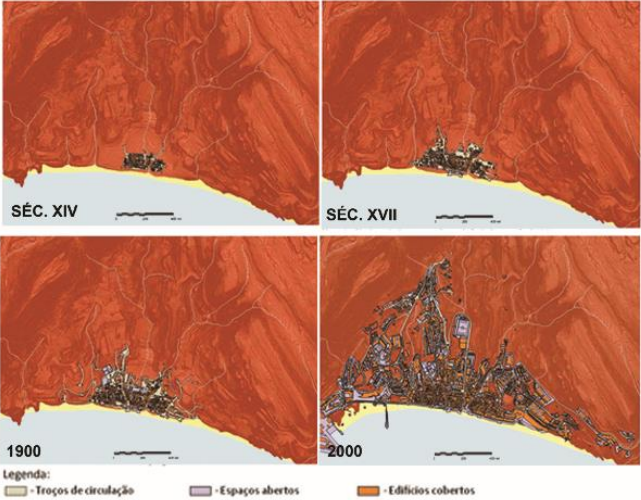 SÉC. XIV
SÉC. XVII
1900
2000
Legenda:
- Troços de circulação
- Espaços abertos
- Edifícios cobertos